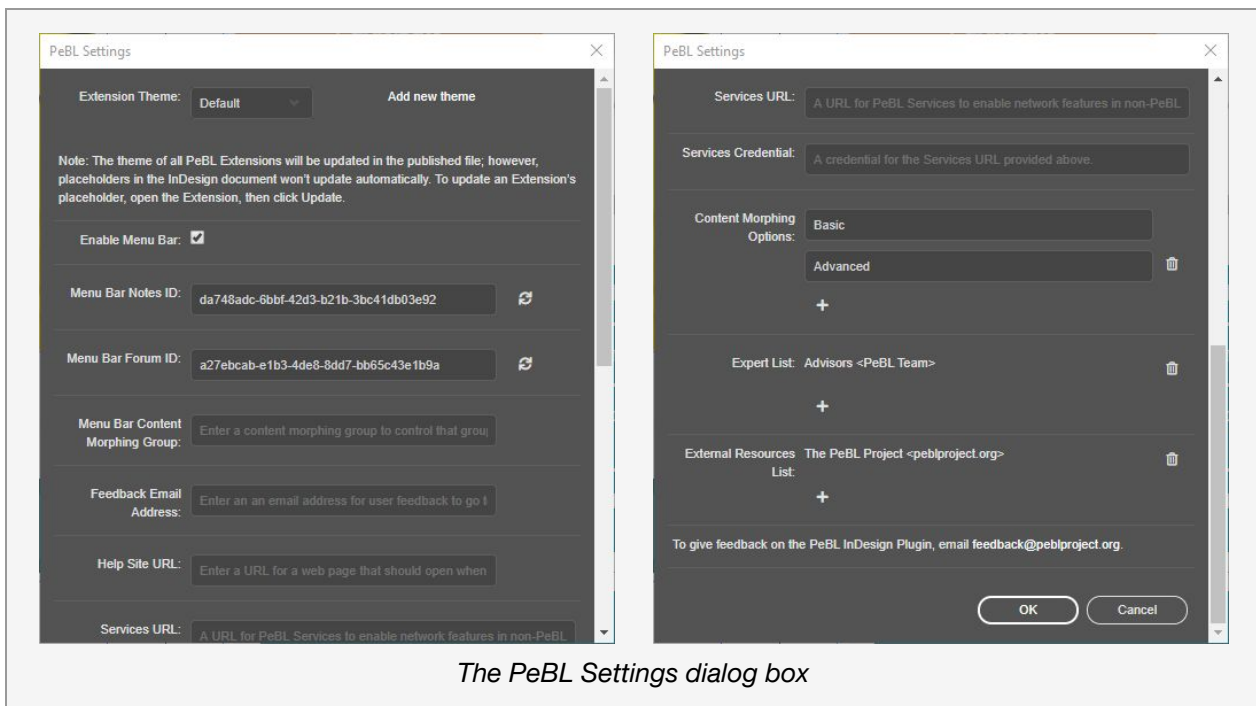 PeBL Settings
Extension Theme:
Default
Add new theme
Note: The theme of all PeBL Extensions will be updated in the published file; however,
placeholders in the InDesign document won't update automatically. To update an Extension's
placeholder, open the Extension, then click Update.
Enable Menu Bar:
Menu Bar Notes ID:
da748adc-6bbf-42d3-b21b-3bc41db03e92
Menu Bar Forum ID:
a27ebcab-e1b3-4de8-8dd7-bb65c43e1b9a
Menu Bar Content
Morphing Group:
Enter a content morphing group to control that grou
Feedback Email
Address:
Enter an an email address for user feedback to go t
Help Site URL:
Enter a URL for a web page that should open when
Services URL:
A URL for PeBL Services to enable network features in non-PeBL
PeBL Settings
Services URL:
A URL for PeBL Services to enable network features in non-PeBL
Services Credential:
A credential for the Services URL provided above.
Content Morphing
Options:
Basic
Advanced
Expert List:
Advisors <PeBL Team>
External Resources
List:
The PeBL Project <peblproject.org>
To give feedback on the PeBL InDesign Plugin, email feedback@peblproject.org.
OK
Cancel
The PeBL Settings dialog box